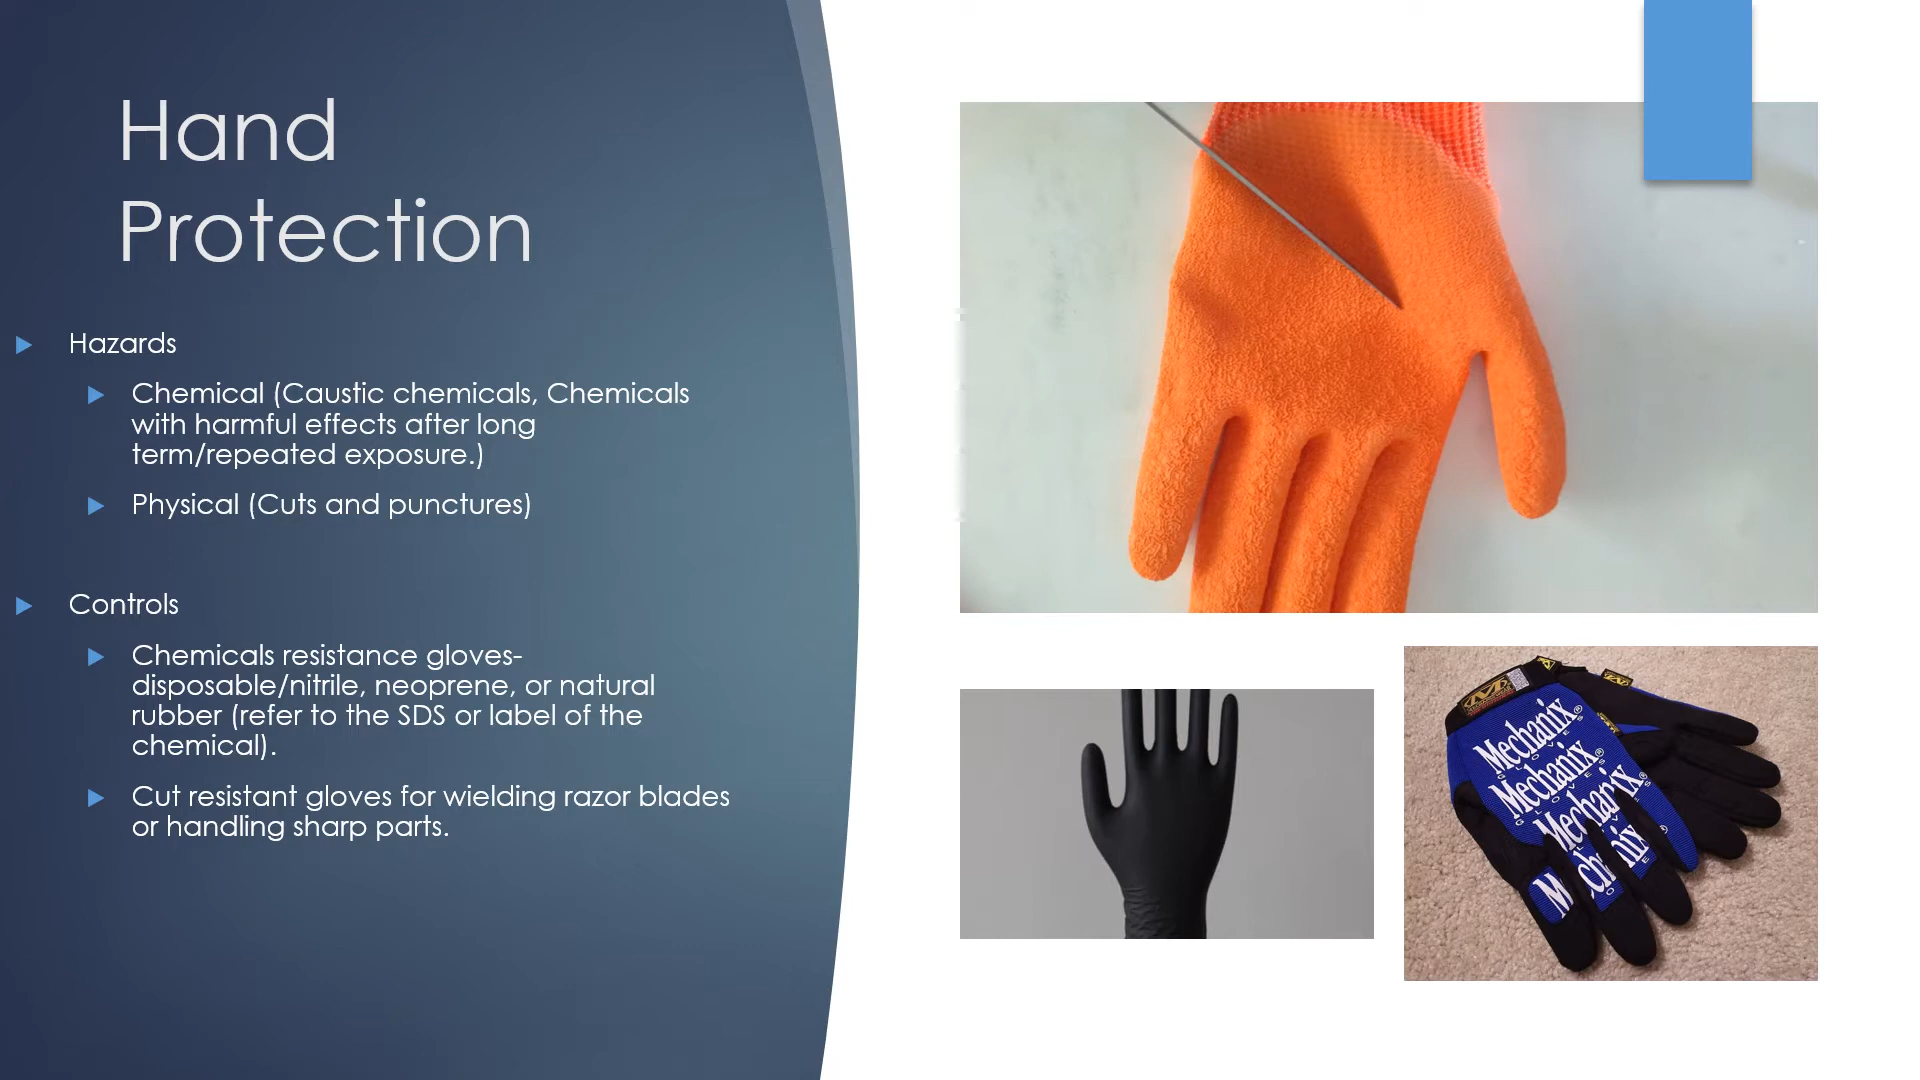 Hand
Protection
Hazards
Chemical (Caustic chemicals, Chemicals
with harmful effects after long
term/repeated exposure.)
Physical (Cuts and punctures)
Controls
Chemicals resistance gloves-
disposable/nitrile, neoprene, or natural
rubber (refer to the SDS or label of the
chemical).
Cut resistant gloves for wielding razor blades
or handling sharp parts.
Mechanix®
GLOVES
Mechanix®
GLOVES
Mechanix®